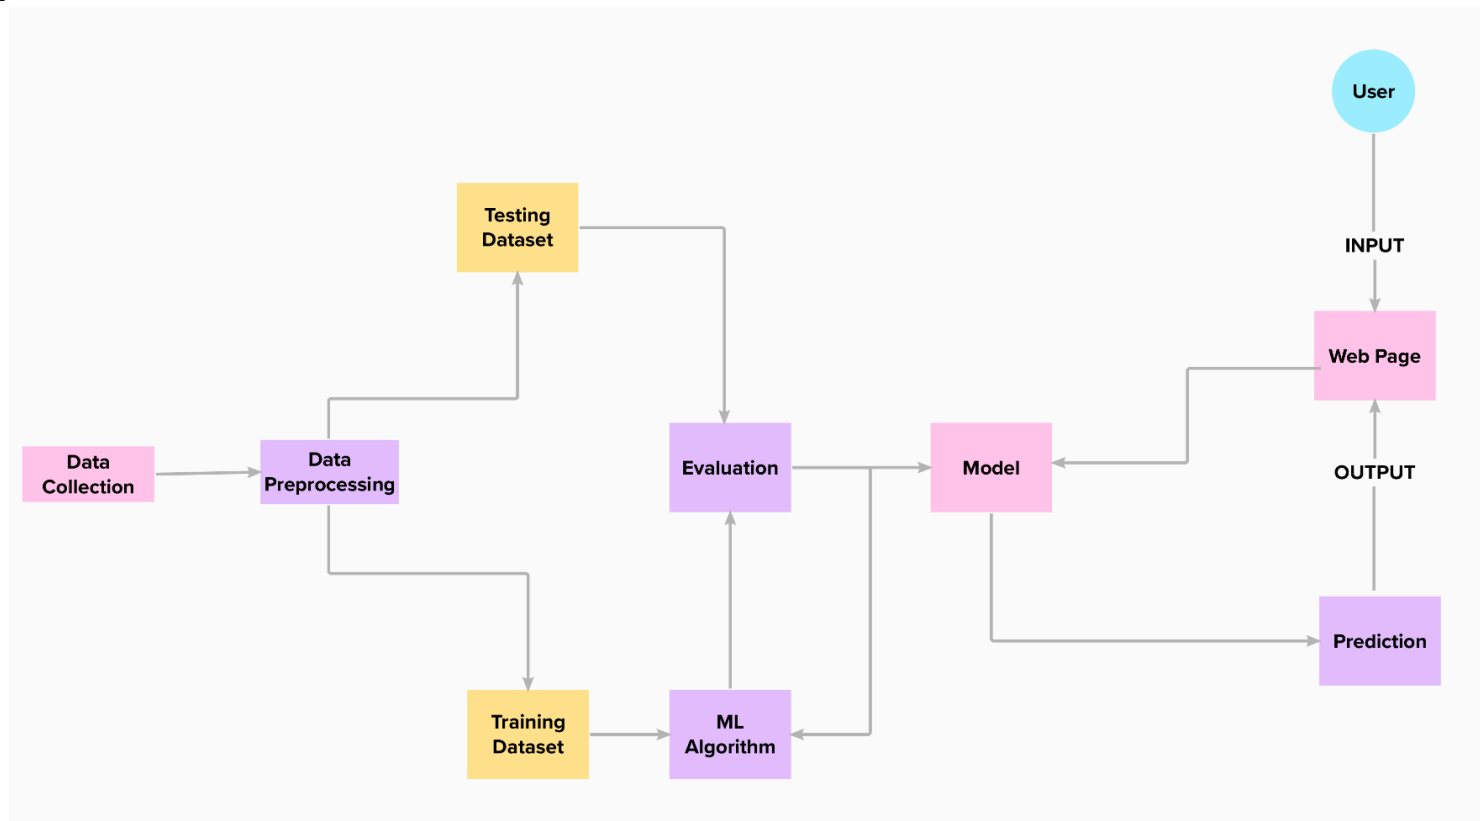 User
INPUT
Web Page
OUTPUT
Prediction
Testing
Dataset
Data
Collection
Data
Preprocessing
Evaluation
Model
Training
Dataset
ML
Algorithm